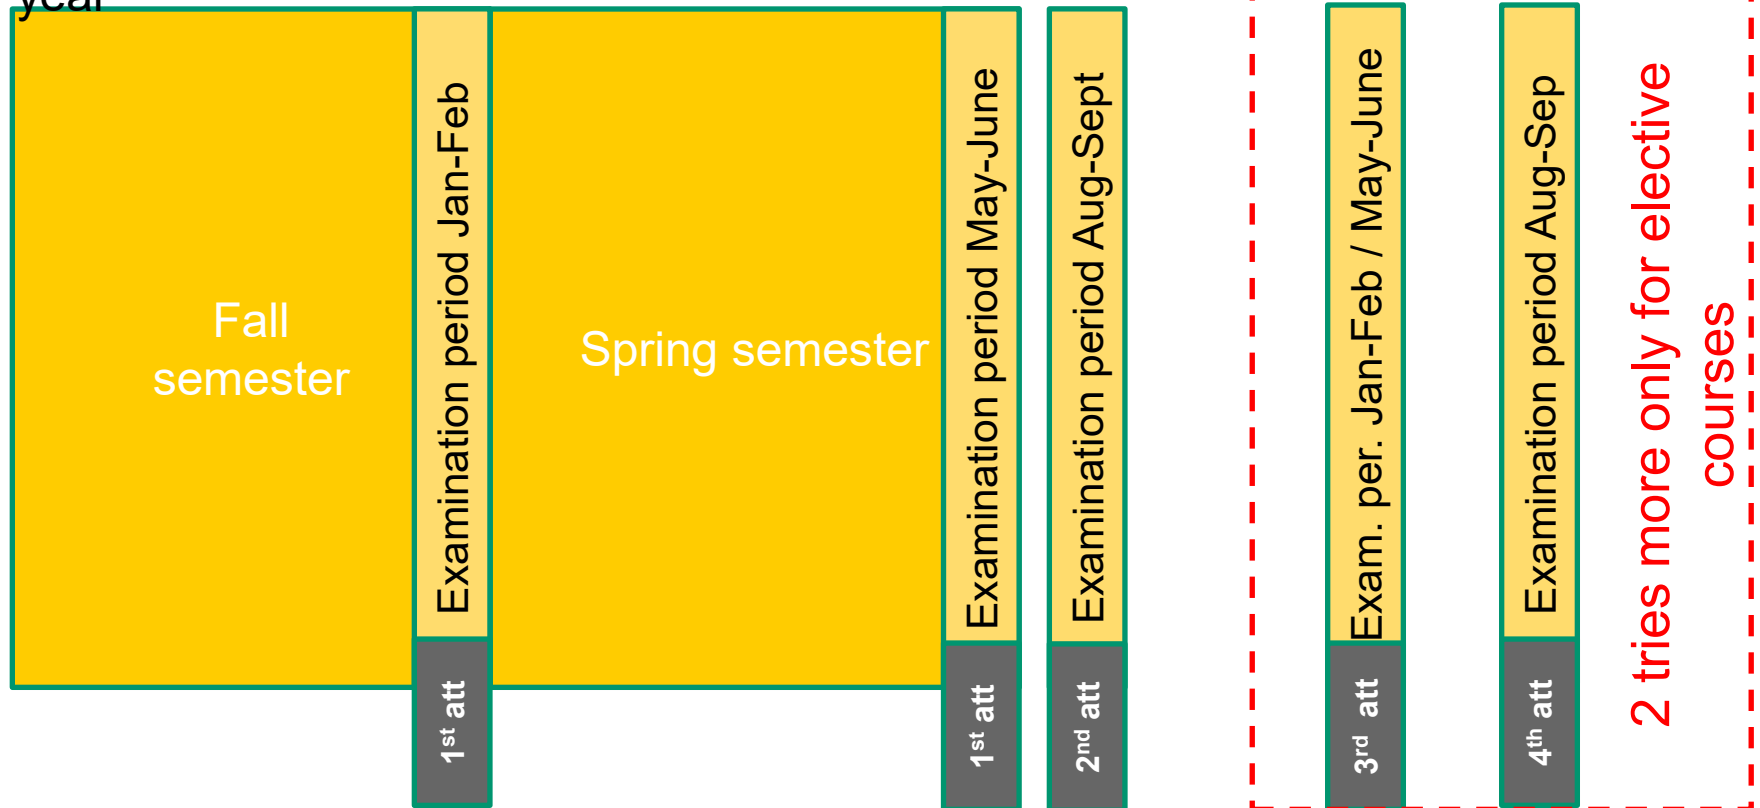 year
Fall
semester
Examination period Jan-Feb
1st att
Spring semester
Examination period May-June
1st att
Examination period Aug-Sept
2nd att
Exam. per. Jan-Feb / May-June
3rd att
Examination period Aug-Sep
4th att
2 tries more only for elective
courses